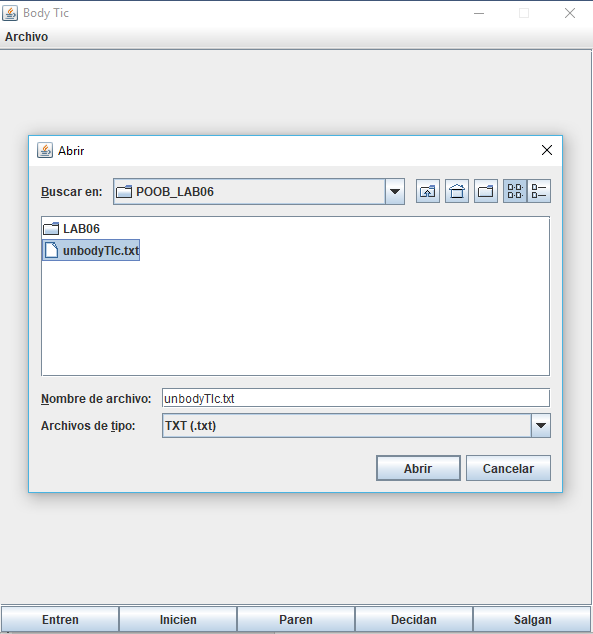 Body Tic
Archivo
Abrir
Buscar en: POOB_LAB06
LAB06
unbodyTIc.txt
Nombre de archivo: unbodyTIc.txt
Archivos de tipo: TXT (.txt)
Abrir Cancelar
Entren Inicien Paren Decidan Salgan